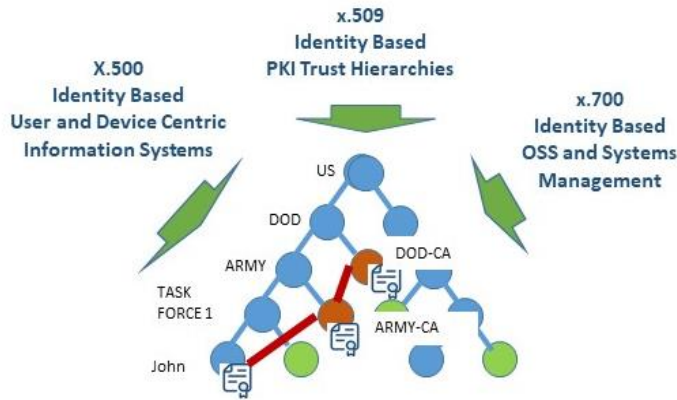 x.509
Identity Based
PKI Trust Hierarchies
X.500
Identity Based
User and Device Centric
Information Systems
x.700
Identity Based
OSS and Systems
Management
US
DOD
DOD-CA
ARMY
TASK
FORCE 1
ARMY-CA
John